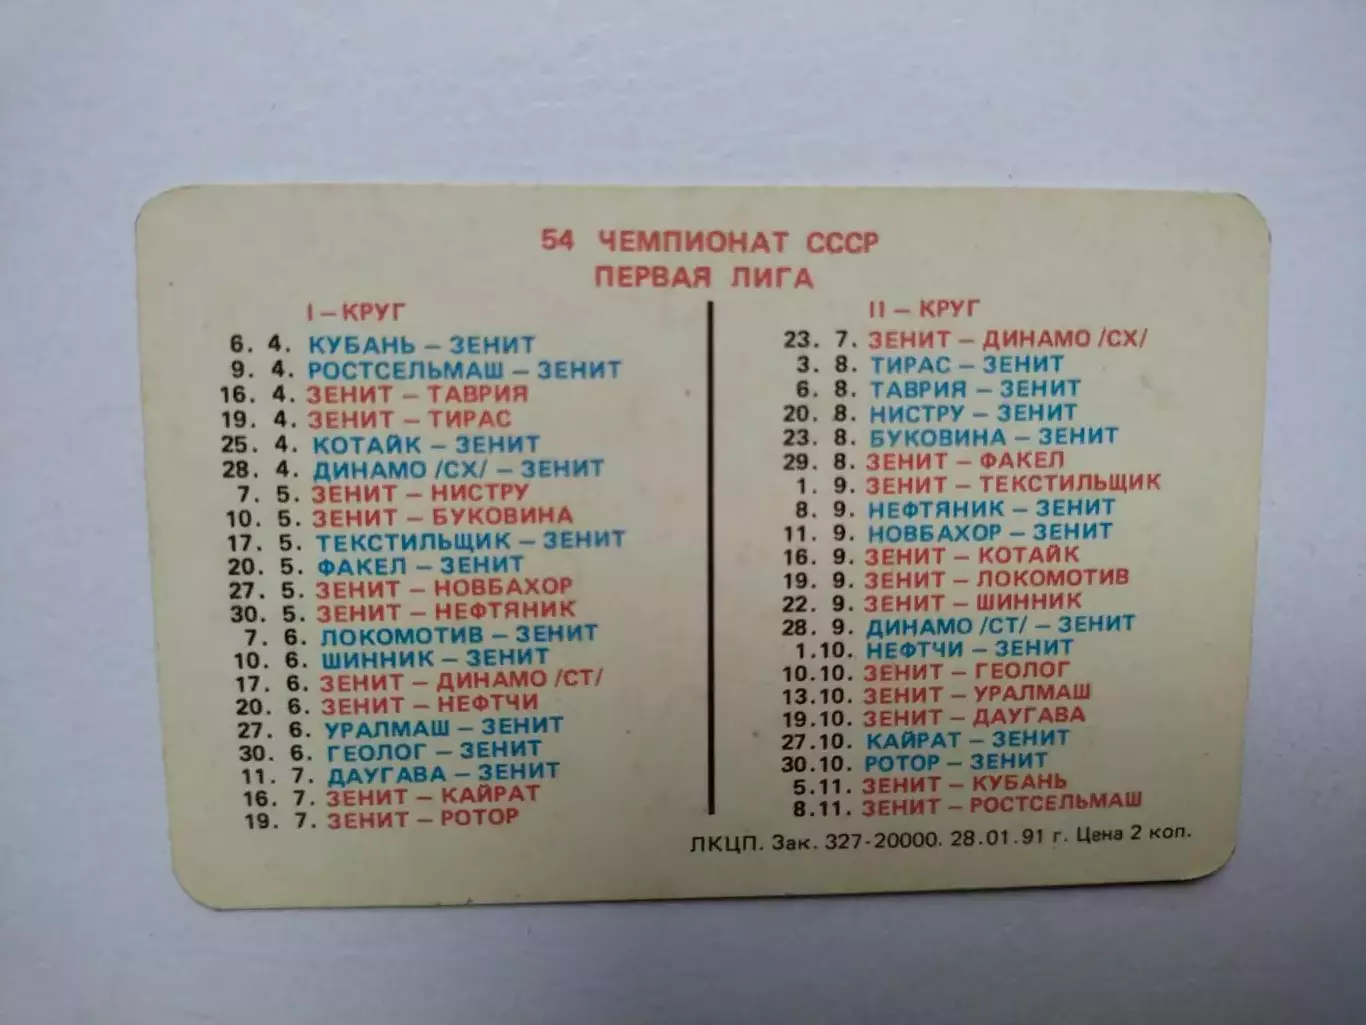 54 ЧЕМПИОНАТ СССР
ПЕРВАЯ ЛИГА
I – КРУГ
6. 4. КУБАНЬ – ЗЕНИТ
9. 4. РОСТСЕЛЬМАШ – ЗЕНИТ
16. 4. ЗЕНИТ – ТАВРИЯ
19. 4. ЗЕНИТ – ТИРАС
25. 4. КОТАЙК – ЗЕНИТ
28. 4. ДИНАМО /СХ/ – ЗЕНИТ
7. 5. ЗЕНИТ – НИСТРУ
10. 5. ЗЕНИТ – БУКОВИНА
17. 5. ТЕКСТИЛЬЩИК – ЗЕНИТ
20. 5. ФАКЕЛ – ЗЕНИТ
27. 5. ЗЕНИТ – НОВБАХОР
30. 5. ЗЕНИТ – НЕФТЯНИК
7. 6. ЛОКОМОТИВ – ЗЕНИТ
10. 6. ШИННИК – ЗЕНИТ
17. 6. ЗЕНИТ – ДИНАМО /СТ/
20. 6. ЗЕНИТ – НЕФТЧИ
27. 6. УРАЛМАШ – ЗЕНИТ
30. 6. ГЕОЛОГ – ЗЕНИТ
11. 7. ДАУГАВА – ЗЕНИТ
16. 7. ЗЕНИТ – КАЙРАТ
19. 7. ЗЕНИТ – РОТОР
II – КРУГ
23. 7. ЗЕНИТ – ДИНАМО /СХ/
3. 8. ТИРАС – ЗЕНИТ
6. 8. ТАВРИЯ – ЗЕНИТ
20. 8. НИСТРУ – ЗЕНИТ
23. 8. БУКОВИНА – ЗЕНИТ
29. 8. ЗЕНИТ – ФАКЕЛ
1. 9. ЗЕНИТ – ТЕКСТИЛЬЩИК
8. 9. НЕФТЯНИК – ЗЕНИТ
11. 9. НОВБАХОР – ЗЕНИТ
16. 9. ЗЕНИТ – КОТАЙК
19. 9. ЗЕНИТ – ЛОКОМОТИВ
22. 9. ЗЕНИТ – ШИННИК
28. 9. ДИНАМО /СТ/ – ЗЕНИТ
1.10. НЕФТЧИ – ЗЕНИТ
10.10. ЗЕНИТ – ГЕОЛОГ
13.10. ЗЕНИТ – УРАЛМАШ
19.10. ЗЕНИТ – ДАУГАВА
27.10. КАЙРАТ – ЗЕНИТ
30.10. РОТОР – ЗЕНИТ
5.11. ЗЕНИТ – КУБАНЬ
8.11. ЗЕНИТ – РОСТСЕЛЬМАШ
ЛКЦП. Зак. 327-20000. 28.01.91 г. Цена 2 коп.